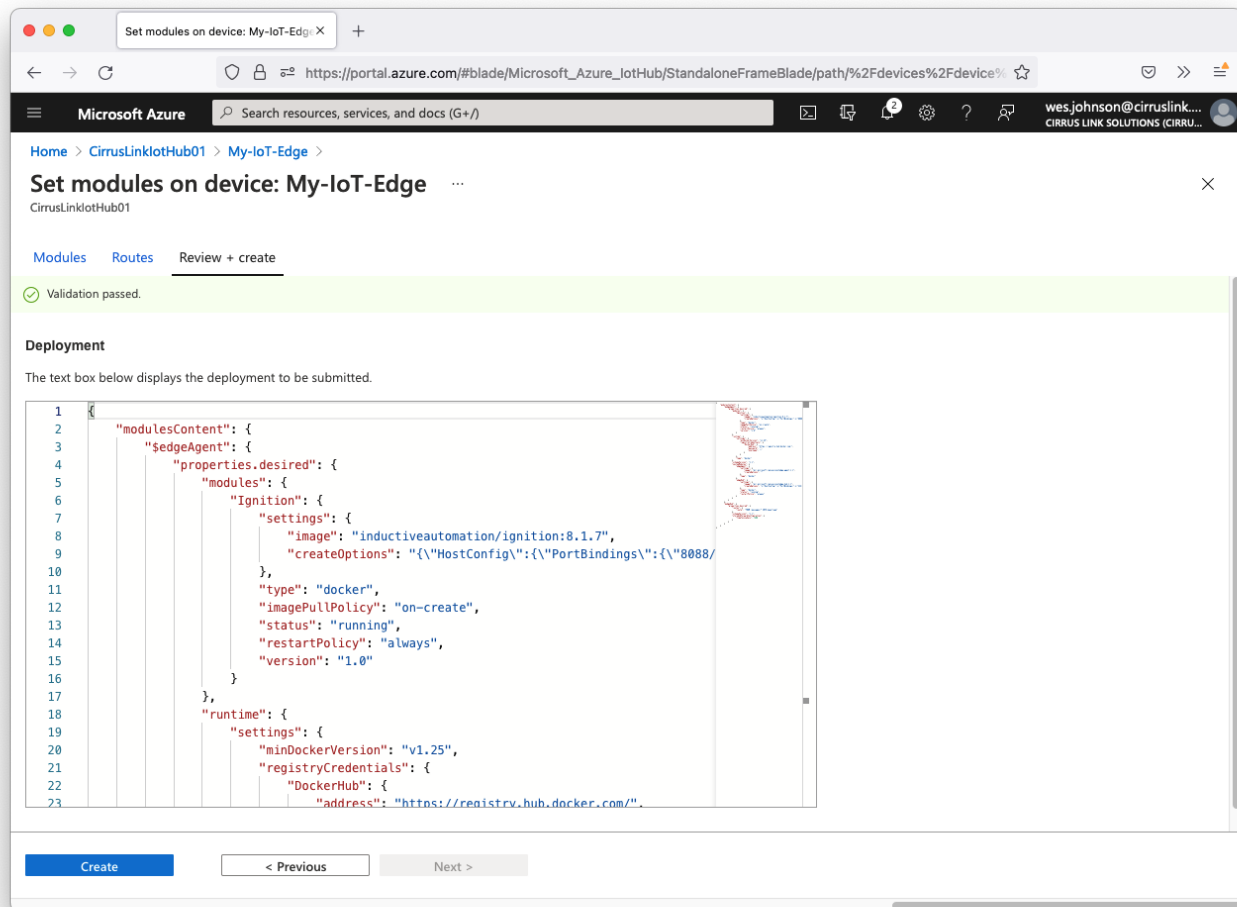 Set modules on device: My-IoT-Edge
https://portal.azure.com/#blade/Microsoft_Azure_IotHub/StandaloneFrameBlade/path/%2Fdevices%2Fdevice%
Microsoft Azure
Search resources, services, and docs (G+/)
2
wes.johnson@cirruslink....
CIRRUS LINK SOLUTIONS (CIRRU...
Home > CirrusLinkIotHub01 > My-IoT-Edge >
Set modules on device: My-IoT-Edge ...
CirrusLinkIotHub01
Modules Routes Review + create
Validation passed.
Deployment
The text box below displays the deployment to be submitted.
1 {
2 "modulesContent": {
3 "$edgeAgent": {
4 "properties.desired": {
5 "modules": {
6 "Ignition": {
7 "settings": {
8 "image": "inductiveautomation/ignition:8.1.7",
9 "createOptions": "{\"HostConfig\":{\"PortBindings\":{\"8088/
10 },
11 "type": "docker",
12 "imagePullPolicy": "on-create",
13 "status": "running",
14 "restartPolicy": "always",
15 "version": "1.0"
16 }
17 },
18 "runtime": {
19 "settings": {
20 "minDockerVersion": "v1.25",
21 "registryCredentials": {
22 "DockerHub": {
23 "address": "https://registry.hub.docker.com/",
Create < Previous Next >